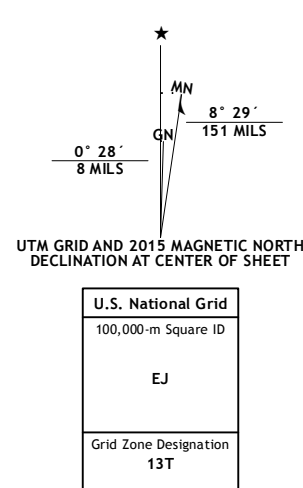 ★
MN
GN
8° 29´
151 MILS
0° 28´
8 MILS
UTM GRID AND 2015 MAGNETIC NORTH
DECLINATION AT CENTER OF SHEET
U.S. National Grid
100,000-m Square ID
EJ
Grid Zone Designation
13T